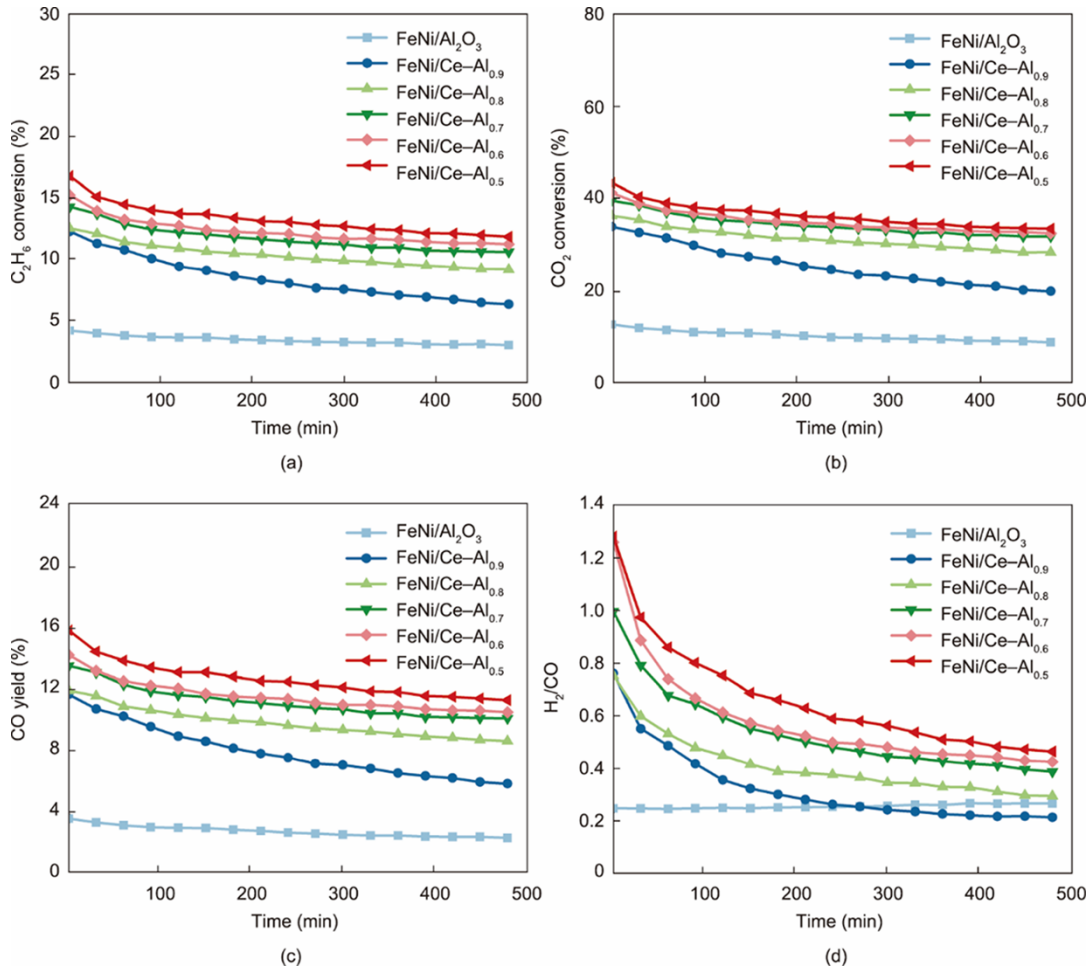 30
25
20
15
10
5
0
C₂H₆ conversion (%)
FeNi/Al₂O₃
FeNi/Ce–Al₀.₉
FeNi/Ce–Al₀.₈
FeNi/Ce–Al₀.₇
FeNi/Ce–Al₀.₆
FeNi/Ce–Al₀.₅
100 200 300 400 500
Time (min)
(a)
80
60
40
20
0
CO₂ conversion (%)
FeNi/Al₂O₃
FeNi/Ce–Al₀.₉
FeNi/Ce–Al₀.₈
FeNi/Ce–Al₀.₇
FeNi/Ce–Al₀.₆
FeNi/Ce–Al₀.₅
100 200 300 400 500
Time (min)
(b)
24
20
16
12
8
4
0
CO yield (%)
FeNi/Al₂O₃
FeNi/Ce–Al₀.₉
FeNi/Ce–Al₀.₈
FeNi/Ce–Al₀.₇
FeNi/Ce–Al₀.₆
FeNi/Ce–Al₀.₅
100 200 300 400 500
Time (min)
(c)
1.4
1.2
1.0
0.8
0.6
0.4
0.2
0
H₂/CO
FeNi/Al₂O₃
FeNi/Ce–Al₀.₉
FeNi/Ce–Al₀.₈
FeNi/Ce–Al₀.₇
FeNi/Ce–Al₀.₆
FeNi/Ce–Al₀.₅
100 200 300 400 500
Time (min)
(d)